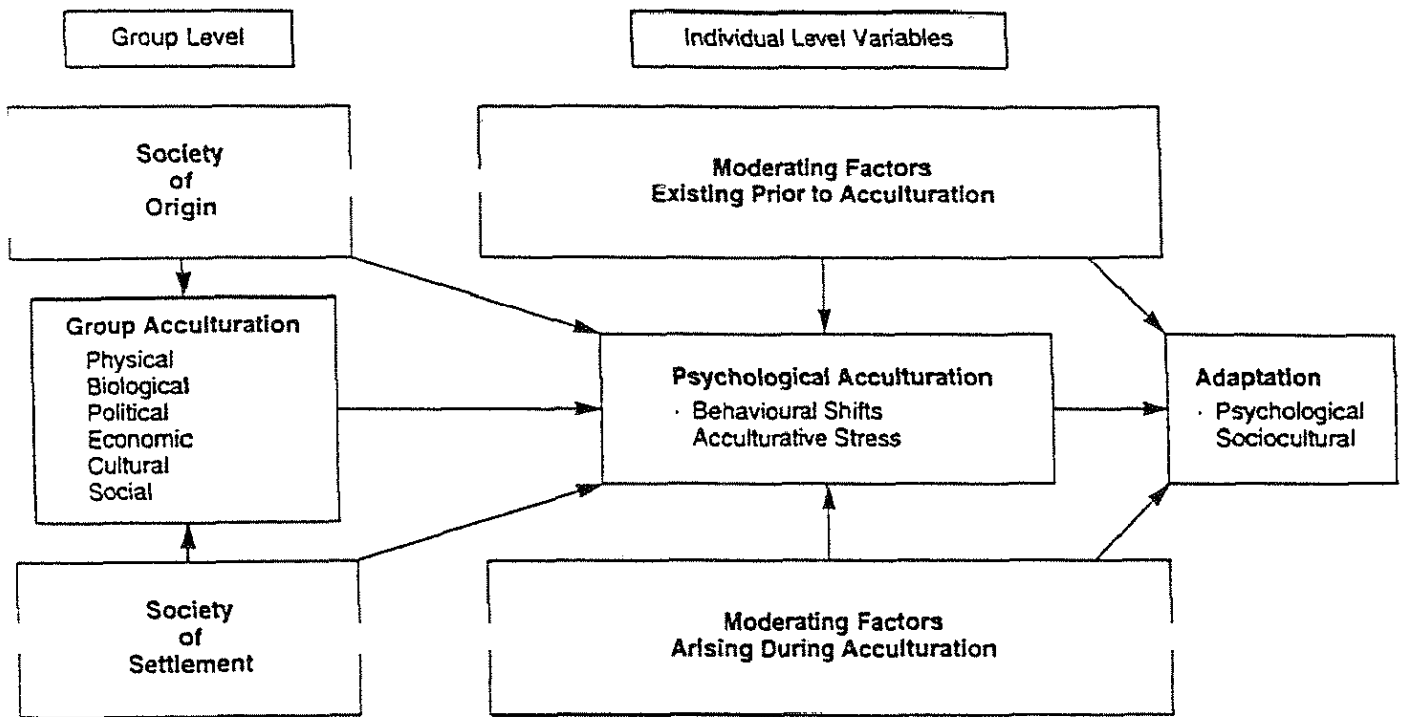 Group Level
Individual Level Variables
Society
of
Origin
Moderating Factors
Existing Prior to Acculturation
Group Acculturation
Physical
Biological
Political
Economic
Cultural
Social
Psychological Acculturation
· Behavioural Shifts
Acculturative Stress
Adaptation
· Psychological
Sociocultural
Society
of
Settlement
Moderating Factors
Arising During Acculturation